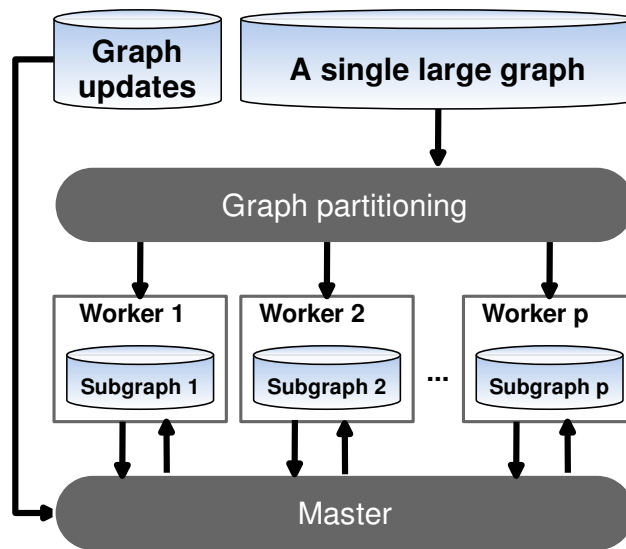 Graph
updates
A single large graph
Graph partitioning
Worker 1
Worker 2
Worker p
Subgraph 1
Subgraph 2
...
Subgraph p
Master